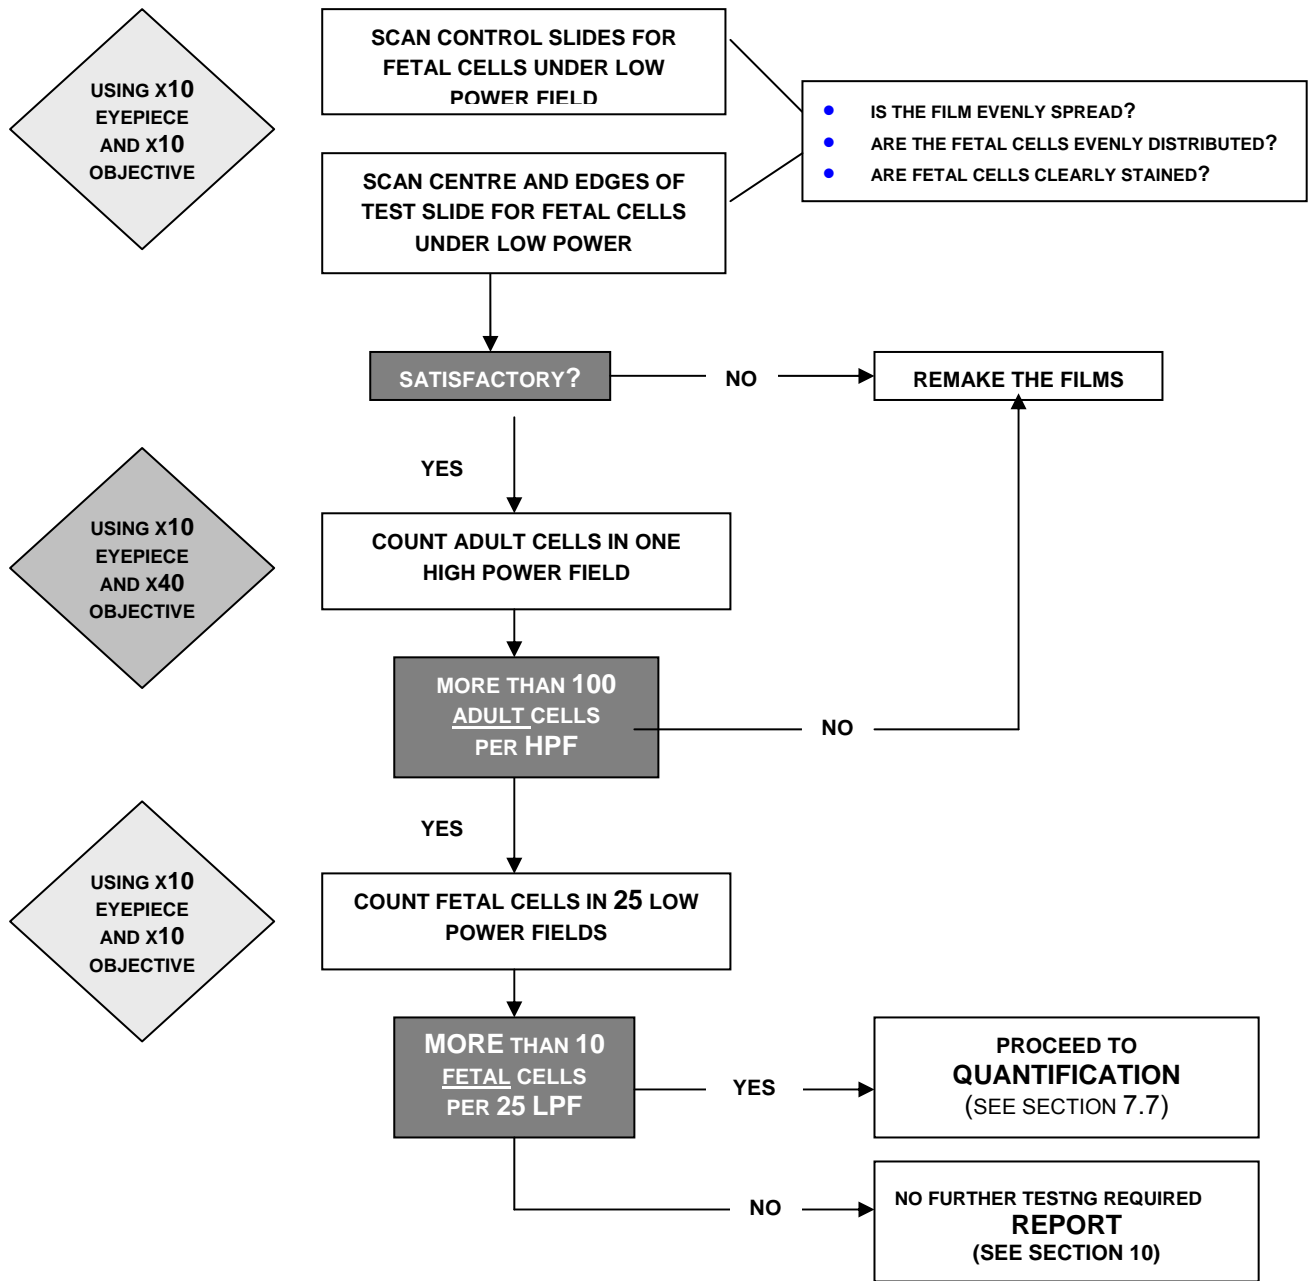 USING X10
EYEPIECE
AND X10
OBJECTIVE
SCAN CONTROL SLIDES FOR
FETAL CELLS UNDER LOW
POWER FIELD
• IS THE FILM EVENLY SPREAD?
• ARE THE FETAL CELLS EVENLY DISTRIBUTED?
• ARE FETAL CELLS CLEARLY STAINED?
SCAN CENTRE AND EDGES OF
TEST SLIDE FOR FETAL CELLS
UNDER LOW POWER
SATISFACTORY?
NO
REMAKE THE FILMS
YES
USING X10
EYEPIECE
AND X40
OBJECTIVE
COUNT ADULT CELLS IN ONE
HIGH POWER FIELD
MORE THAN 100
ADULT CELLS
PER HPF
NO
YES
USING X10
EYEPIECE
AND X10
OBJECTIVE
COUNT FETAL CELLS IN 25 LOW
POWER FIELDS
MORE THAN 10
FETAL CELLS
PER 25 LPF
YES
PROCEED TO
QUANTIFICATION
(SEE SECTION 7.7)
NO
NO FURTHER TESTNG REQUIRED
REPORT
(SEE SECTION 10)